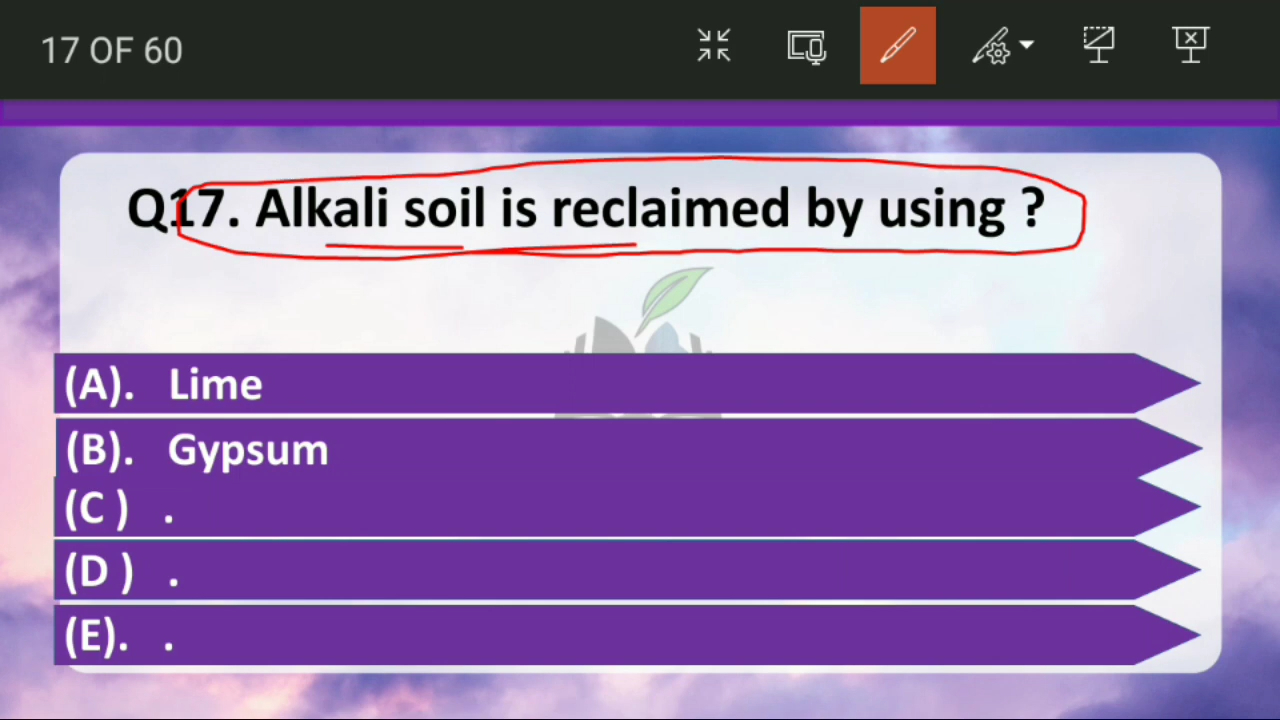 17 OF 60
Q17. Alkali soil is reclaimed by using ?
(A). Lime
(B). Gypsum
(C ) .
(D ) .
(E). .